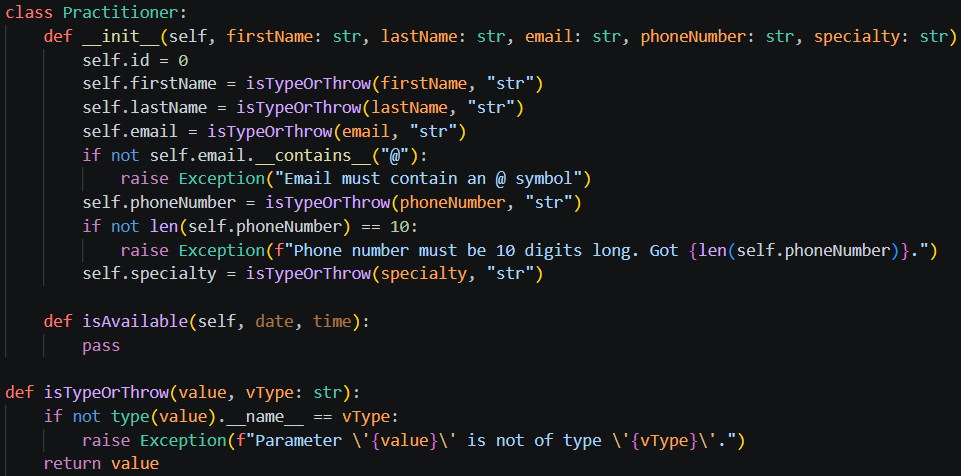 class Practitioner:
    def __init__(self, firstName: str, lastName: str, email: str, phoneNumber: str, specialty: str)
        self.id = 0
        self.firstName = isTypeOrThrow(firstName, "str")
        self.lastName = isTypeOrThrow(lastName, "str")
        self.email = isTypeOrThrow(email, "str")
        if not self.email.__contains__("@"):
            raise Exception("Email must contain an @ symbol")
        self.phoneNumber = isTypeOrThrow(phoneNumber, "str")
        if not len(self.phoneNumber) == 10:
            raise Exception(f"Phone number must be 10 digits long. Got {len(self.phoneNumber)}.")
        self.specialty = isTypeOrThrow(specialty, "str")
    def isAvailable(self, date, time):
        pass
def isTypeOrThrow(value, vType: str):
    if not type(value).__name__ == vType:
        raise Exception(f"Parameter \'{value}\' is not of type \'{vType}\'.")
    return value